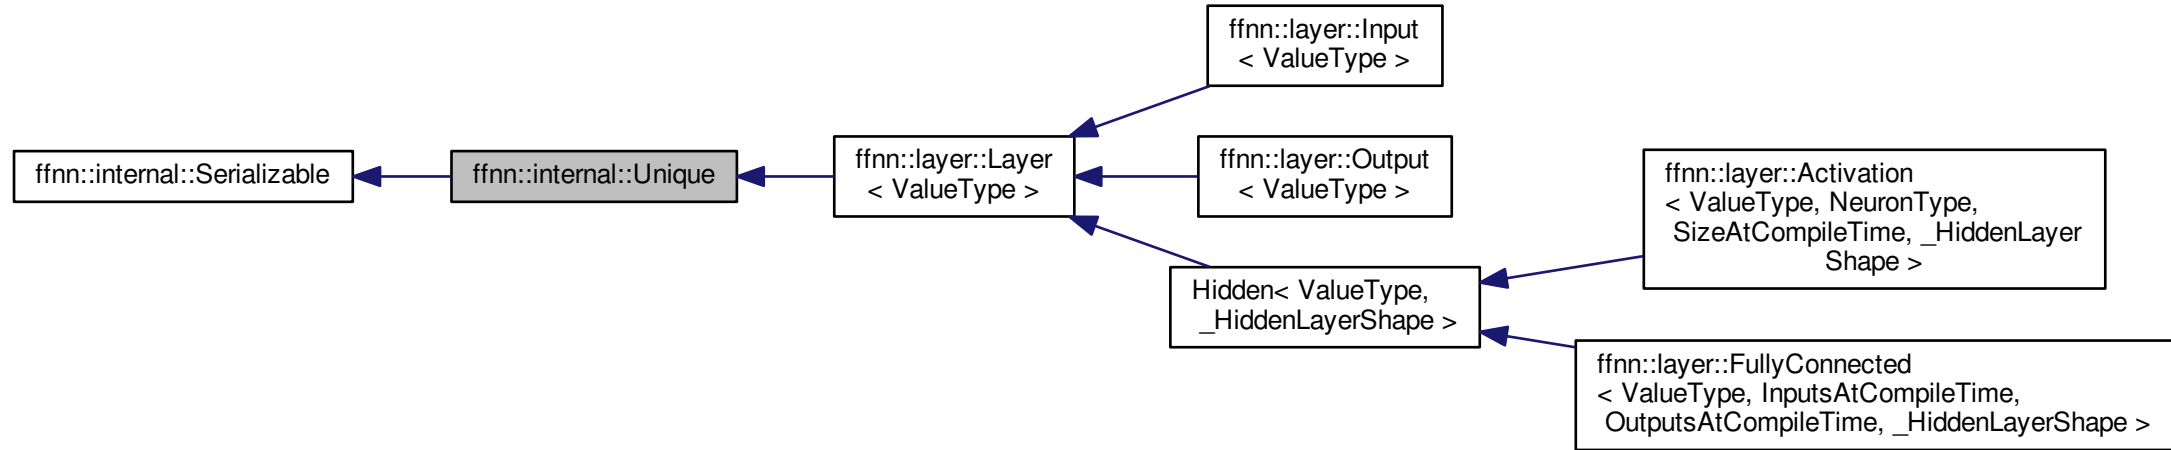 ffnn::internal::Serializable
ffnn::internal::Unique
ffnn::layer::Layer
< ValueType >
ffnn::layer::Input
< ValueType >
ffnn::layer::Output
< ValueType >
Hidden< ValueType,
_HiddenLayerShape >
ffnn::layer::Activation
< ValueType, NeuronType,
SizeAtCompileTime, _HiddenLayer
Shape >
ffnn::layer::FullyConnected
< ValueType, InputsAtCompileTime,
OutputsAtCompileTime, _HiddenLayerShape >